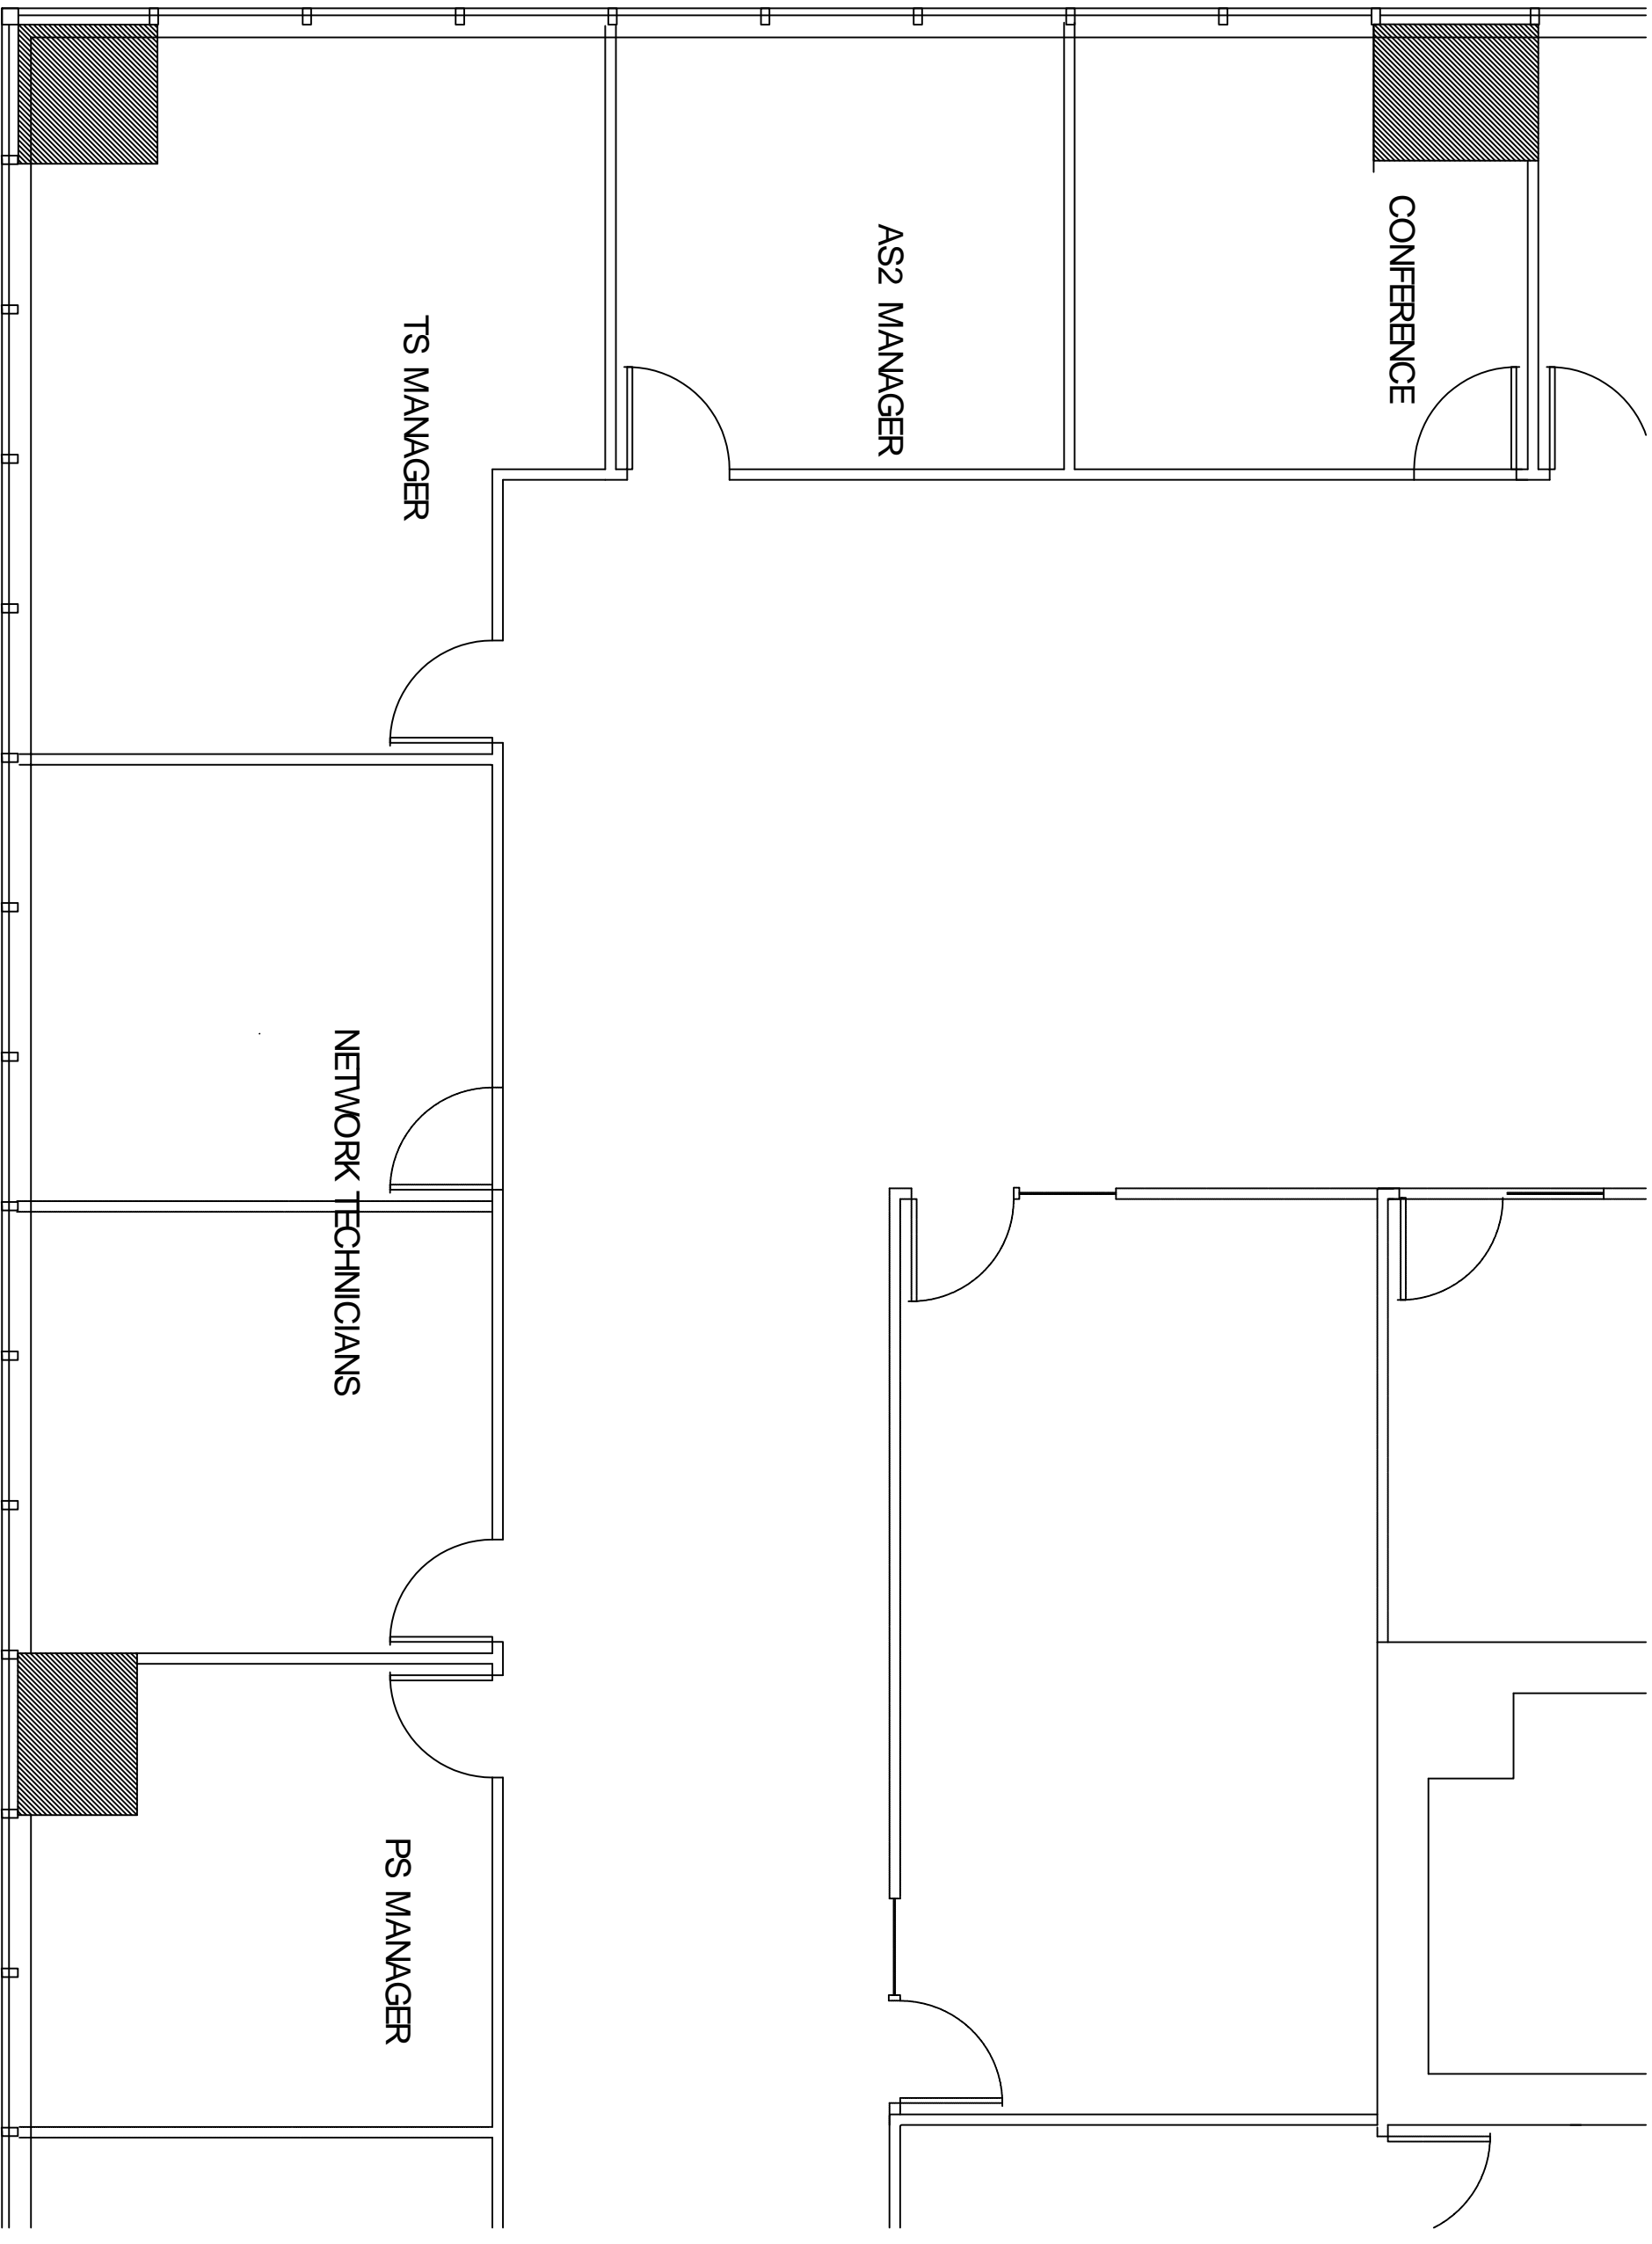 CONFERENCE
AS2 MANAGER
TS MANAGER
NETWORK TECHNICIANS
PS MANAGER